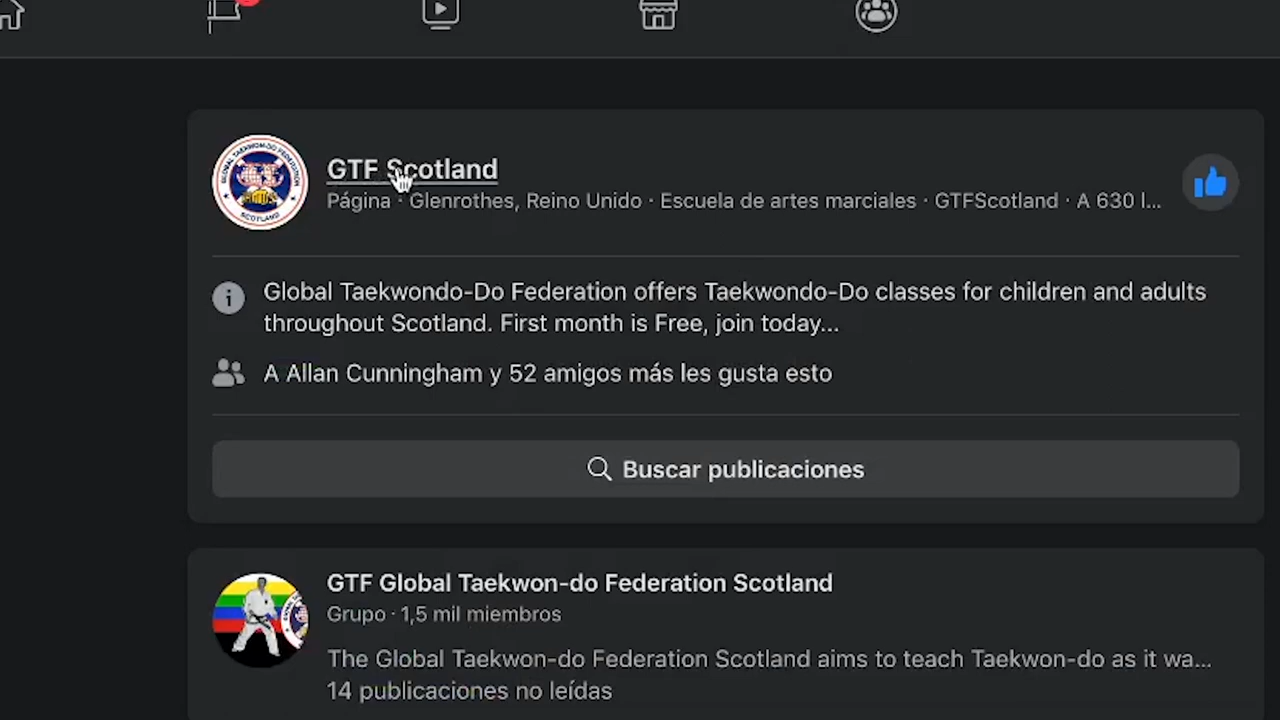 GTF Scotland
Página · Glenrothes, Reino Unido · Escuela de artes marciales · GTFScotland · A 630 l...
Global Taekwondo-Do Federation offers Taekwondo-Do classes for children and adults
throughout Scotland. First month is Free, join today...
A Allan Cunningham y 52 amigos más les gusta esto
Buscar publicaciones
GTF Global Taekwon-do Federation Scotland
Grupo · 1,5 mil miembros
The Global Taekwon-do Federation Scotland aims to teach Taekwon-do as it wa...
14 publicaciones no leídas